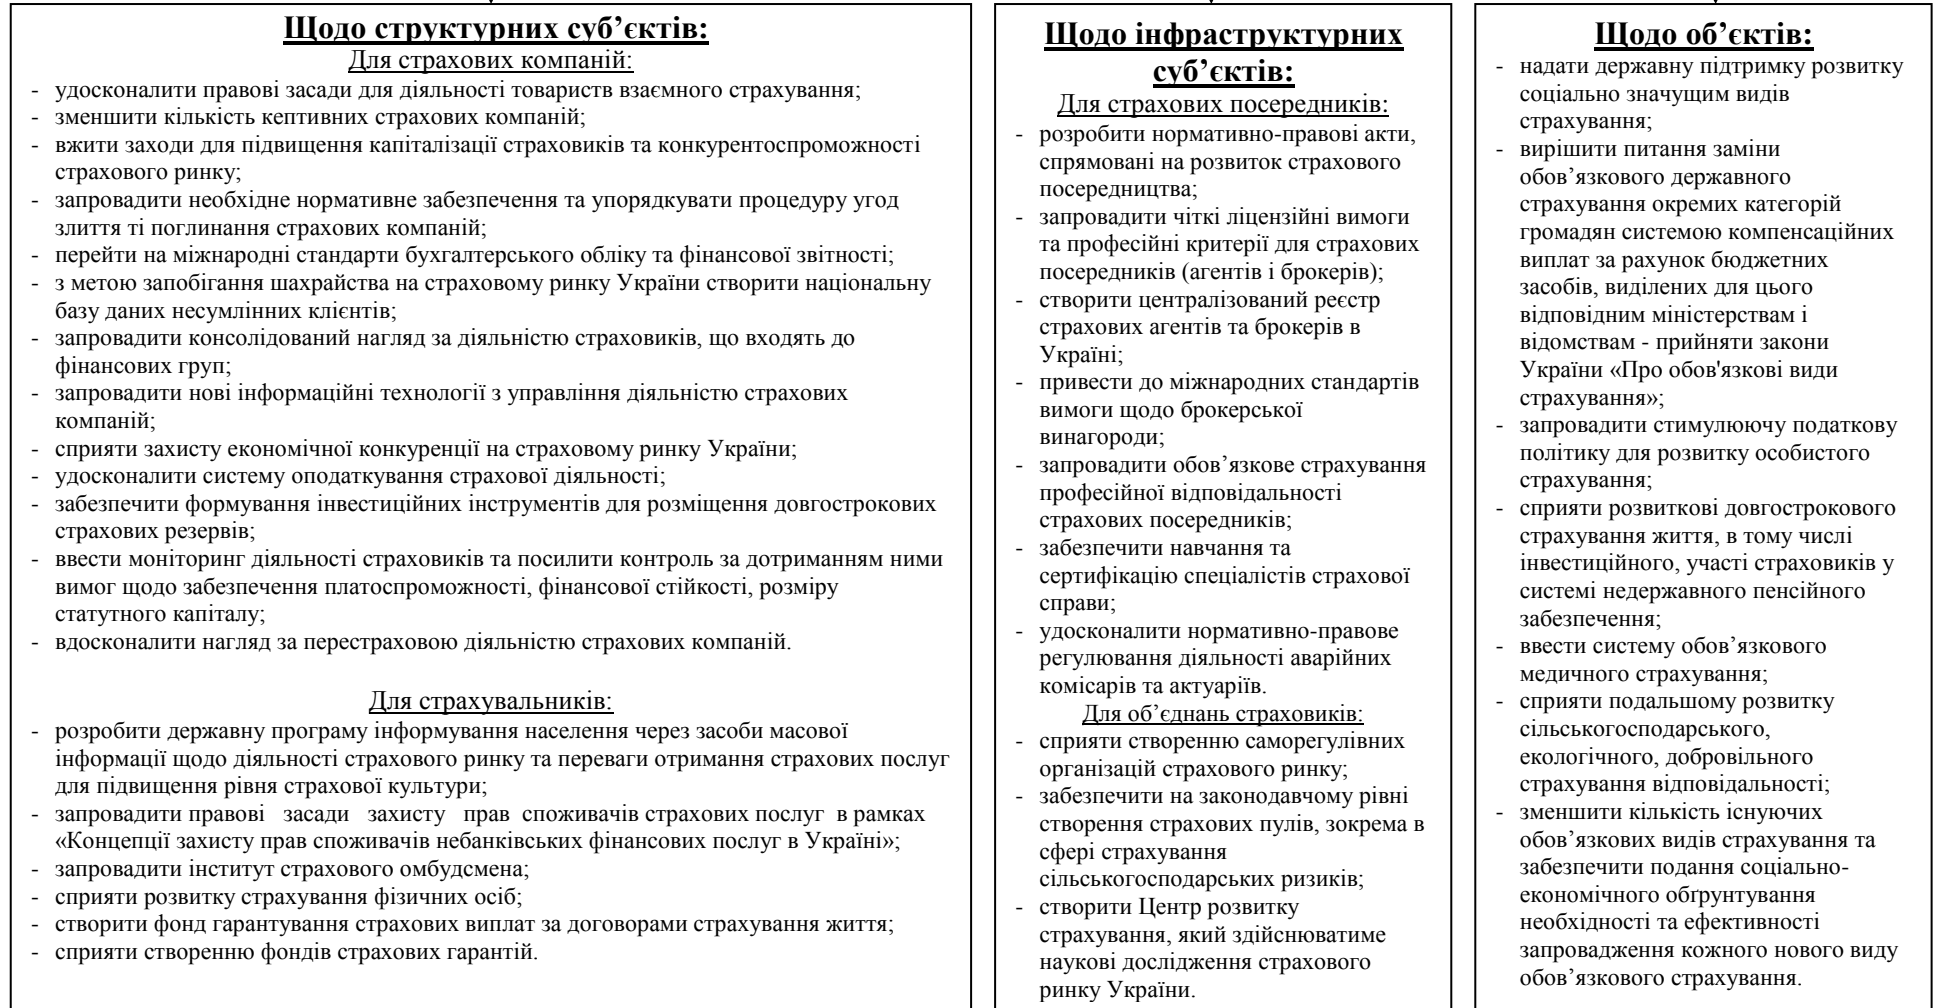 Щодо структурних суб’єктів:
Для страхових компаній:
- удосконалити правові засади для діяльності товариств взаємного страхування;
- зменшити кількість кептивних страхових компаній;
- вжити заходи для підвищення капіталізації страховиків та конкурентоспроможності
страхового ринку;
- запровадити необхідне нормативне забезпечення та упорядкувати процедуру угод
злиття ті поглинання страхових компаній;
- перейти на міжнародні стандарти бухгалтерського обліку та фінансової звітності;
- з метою запобігання шахрайства на страховому ринку України створити національну
базу даних несумлінних клієнтів;
- запровадити консолідований нагляд за діяльністю страховиків, що входять до
фінансових груп;
- запровадити нові інформаційні технології з управління діяльністю страхових
компаній;
- сприяти захисту економічної конкуренції на страховому ринку України;
- удосконалити систему оподаткування страхової діяльності;
- забезпечити формування інвестиційних інструментів для розміщення довгострокових
страхових резервів;
- ввести моніторинг діяльності страховиків та посилити контроль за дотриманням ними
вимог щодо забезпечення платоспроможності, фінансової стійкості, розміру
статутного капіталу;
- вдосконалити нагляд за перестраховою діяльністю страхових компаній.
Для страхувальників:
- розробити державну програму інформування населення через засоби масової
інформації щодо діяльності страхового ринку та переваги отримання страхових послуг
для підвищення рівня страхової культури;
- запровадити правові засади захисту прав споживачів страхових послуг в рамках
«Концепції захисту прав споживачів небанківських фінансових послуг в Україні»;
- запровадити інститут страхового омбудсмена;
- сприяти розвитку страхування фізичних осіб;
- створити фонд гарантування страхових виплат за договорами страхування життя;
- сприяти створенню фондів страхових гарантій.
Щодо інфраструктурних
суб’єктів:
Для страхових посередників:
- розробити нормативно-правові акти,
спрямовані на розвиток страхового
посередництва;
- запровадити чіткі ліцензійні вимоги
та професійні критерії для страхових
посередників (агентів і брокерів);
- створити централізований реєстр
страхових агентів та брокерів в
Україні;
- привести до міжнародних стандартів
вимоги щодо брокерської
винагороди;
- запровадити обов’язкове страхування
професійної відповідальності
страхових посередників;
- забезпечити навчання та
сертифікацію спеціалістів страхової
справи;
- удосконалити нормативно-правове
регулювання діяльності аварійних
комісарів та актуаріїв.
Для об’єднань страховиків:
- сприяти створенню саморегулівних
організацій страхового ринку;
- забезпечити на законодавчому рівні
створення страхових пулів, зокрема в
сфері страхування
сільськогосподарських ризиків;
- створити Центр розвитку
страхування, який здійснюватиме
наукові дослідження страхового
ринку України.
Щодо об’єктів:
- надати державну підтримку розвитку
соціально значущим видів
страхування;
- вирішити питання заміни
обов’язкового державного
страхування окремих категорій
громадян системою компенсаційних
виплат за рахунок бюджетних
засобів, виділених для цього
відповідним міністерствам і
відомствам - прийняти закони
України «Про обов'язкові види
страхування»;
- запровадити стимулюючу податкову
політику для розвитку особистого
страхування;
- сприяти розвиткові довгострокового
страхування життя, в тому числі
інвестиційного, участі страховиків у
системі недержавного пенсійного
забезпечення;
- ввести систему обов’язкового
медичного страхування;
- сприяти подальшому розвитку
сільськогосподарського,
екологічного, добровільного
страхування відповідальності;
- зменшити кількість існуючих
обов’язкових видів страхування та
забезпечити подання соціально-
економічного обґрунтування
необхідності та ефективності
запровадження кожного нового виду
обов’язкового страхування.